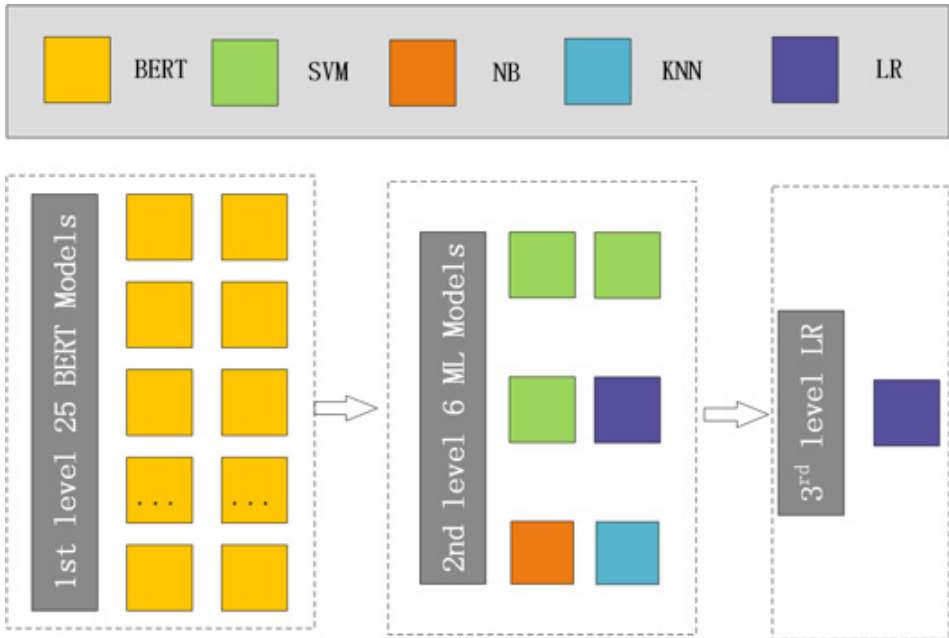 BERT SVM NB KNN LR
1st level 25 BERT Models
... ...
2nd level 6 ML Models
3rd level LR